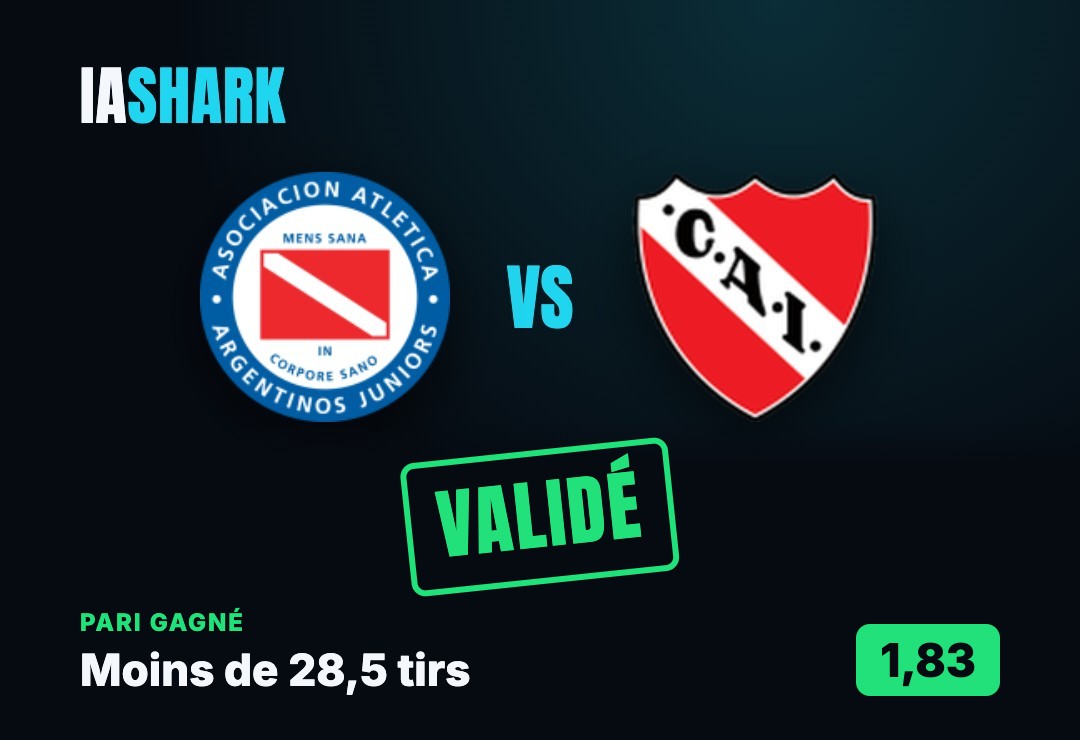 IASHARK
ASOCIACION ATLETICA
MENS SANA
IN
CORPORE SANO
ARGENTINOS JUNIORS
VS
·C.A.I.
VALIDÉ
PARI GAGNÉ
Moins de 28,5 tirs
1,83